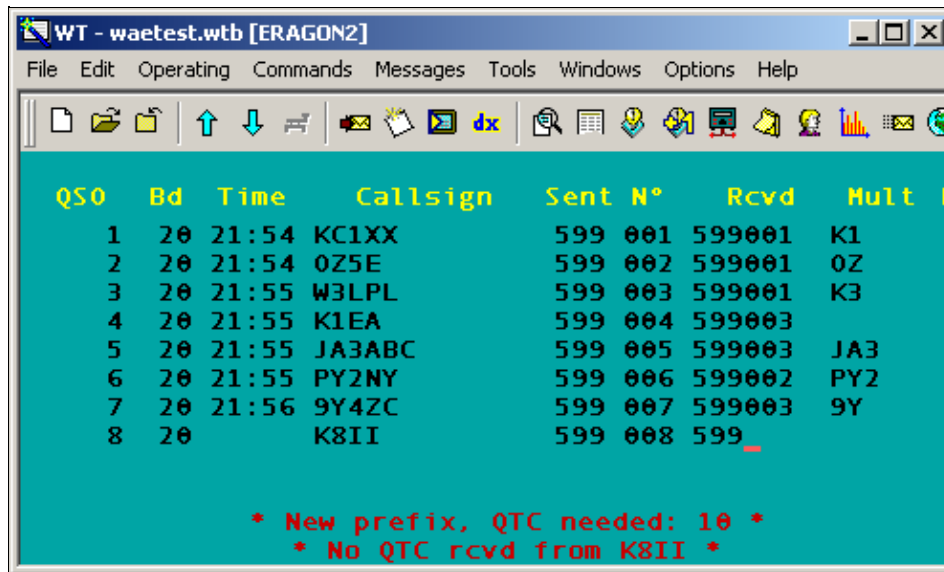 WT - waetest.wtb [ERAGON2]
File Edit Operating Commands Messages Tools Windows Options Help
dx
QSO Bd Time Callsign Sent N° Rcvd Mult
1 20 21:54 KC1XX 599 001 599001 K1
2 20 21:54 OZ5E 599 002 599001 OZ
3 20 21:55 W3LPL 599 003 599001 K3
4 20 21:55 K1EA 599 004 599003
5 20 21:55 JA3ABC 599 005 599003 JA3
6 20 21:55 PY2NY 599 006 599002 PY2
7 20 21:56 9Y4ZC 599 007 599003 9Y
8 20 K8II 599 008 599_
* New prefix, QTC needed: 10 *
* No QTC rcvd from K8II *